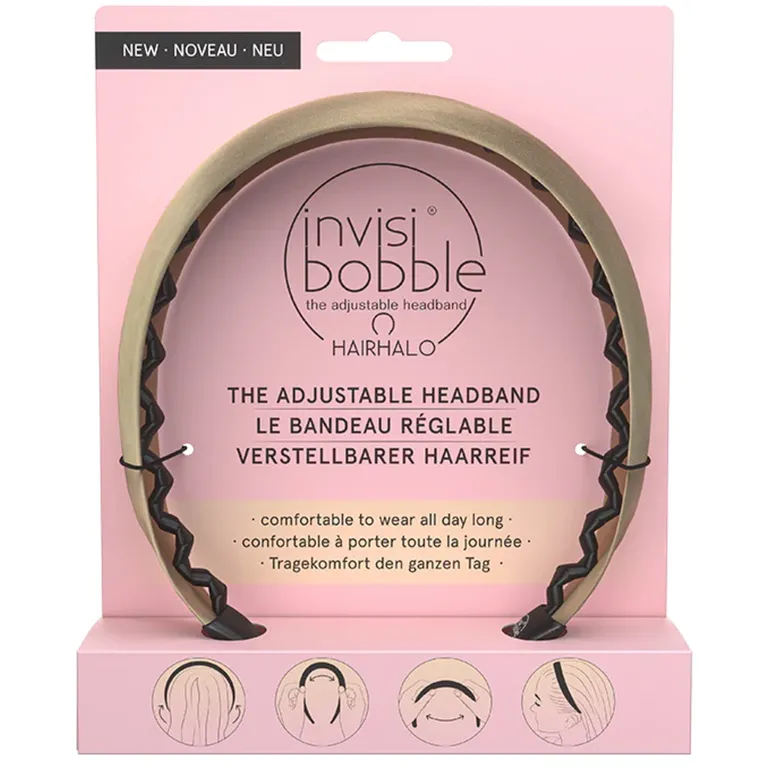 NEW · NOVEAU · NEU
invisi®
bobble
the adjustable headband
HAIRHALO
THE ADJUSTABLE HEADBAND
LE BANDEAU RÉGLABLE
VERSTELLBARER HAARREIF
· comfortable to wear all day long ·
· confortable à porter toute la journée ·
· Tragekomfort den ganzen Tag ·